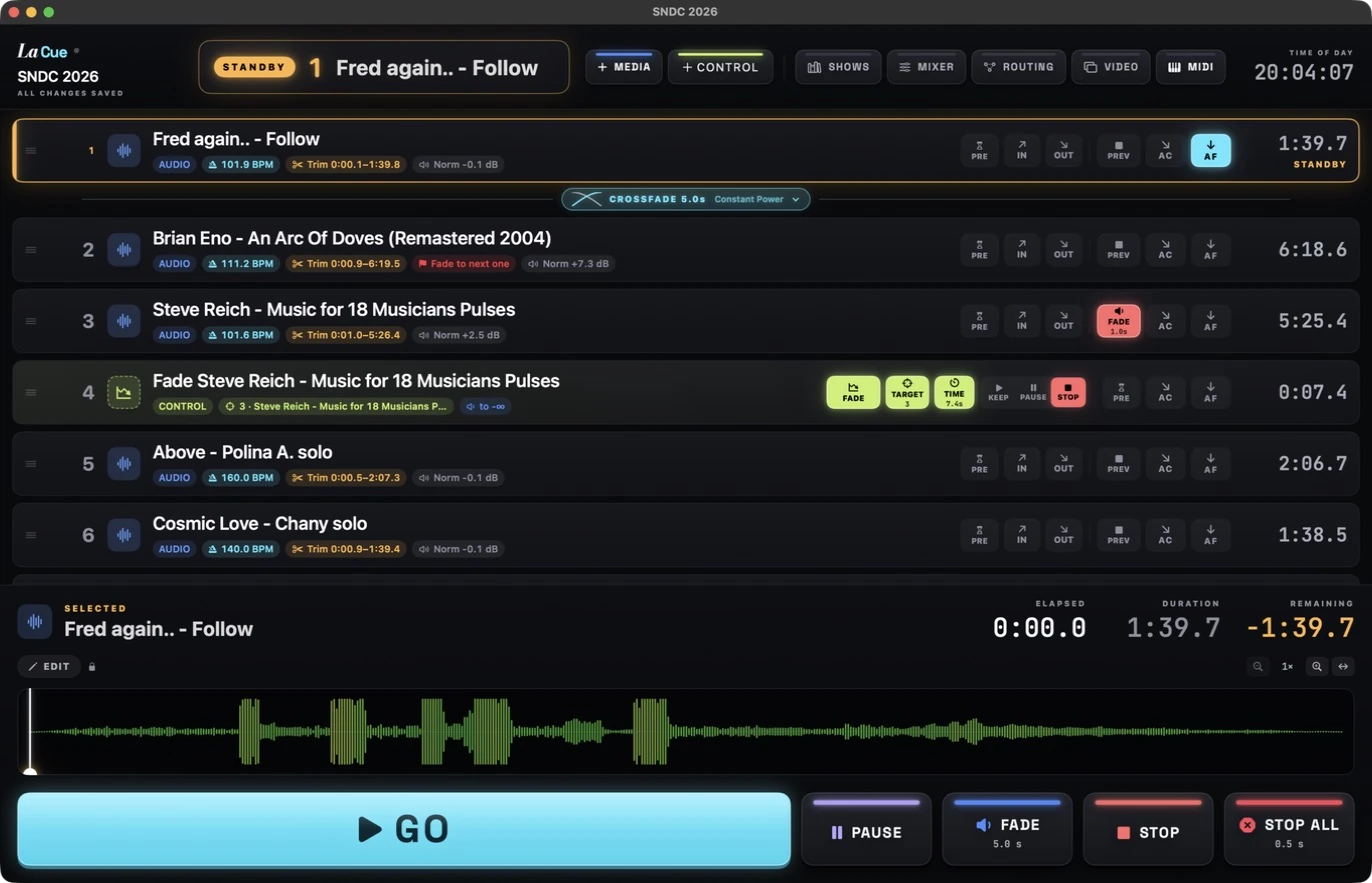 SNDC 2026
La Cue
SNDC 2026
ALL CHANGES SAVED
STANDBY 1 Fred again.. - Follow
+ MEDIA
+ CONTROL
SHOWS
MIXER
ROUTING
VIDEO
MIDI
TIME OF DAY
20:04:07
1
Fred again.. - Follow
AUDIO 101.9 BPM Trim 0:00.1–1:39.8 Norm -0.1 dB
PRE IN OUT PREV AC AF
1:39.7
STANDBY
CROSSFADE 5.0s Constant Power
2
Brian Eno - An Arc Of Doves (Remastered 2004)
AUDIO 111.2 BPM Trim 0:00.9–6:19.5 Fade to next one Norm +7.3 dB
PRE IN OUT PREV AC AF
6:18.6
3
Steve Reich - Music for 18 Musicians Pulses
AUDIO 101.6 BPM Trim 0:01.0–5:26.4 Norm +2.5 dB
PRE IN OUT FADE 1.0s AC AF
5:25.4
4
Fade Steve Reich - Music for 18 Musicians Pulses
CONTROL 3 · Steve Reich - Music for 18 Musicians P... to -∞
FADE TARGET 3 TIME 7.4s KEEP PAUSE STOP PRE AC AF
0:07.4
5
Above - Polina A. solo
AUDIO 160.0 BPM Trim 0:00.5–2:07.3 Norm -0.1 dB
PRE IN OUT PREV AC AF
2:06.7
6
Cosmic Love - Chany solo
AUDIO 140.0 BPM Trim 0:00.9–1:39.4 Norm -0.1 dB
PRE IN OUT PREV AC AF
1:38.5
SELECTED
Fred again.. - Follow
ELAPSED
0:00.0
DURATION
1:39.7
REMAINING
-1:39.7
EDIT
1×
GO
PAUSE
FADE
5.0 s
STOP
STOP ALL
0.5 s